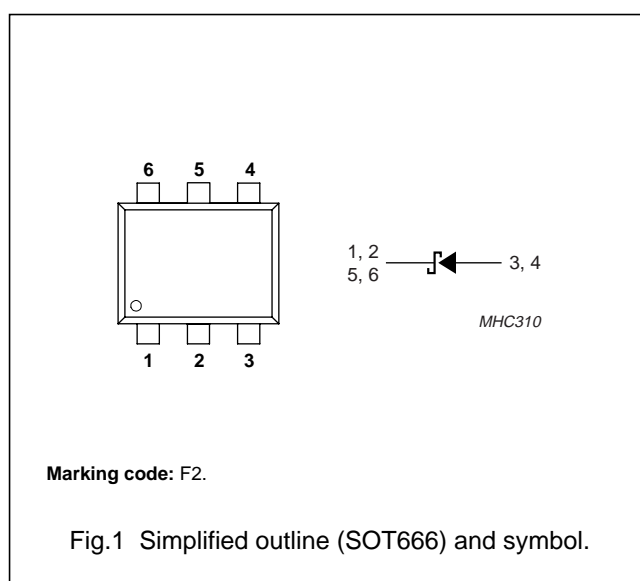 6 5 4
1, 2
5, 6
3, 4
MHC310
1 2 3
Marking code: F2.
Fig.1 Simplified outline (SOT666) and symbol.